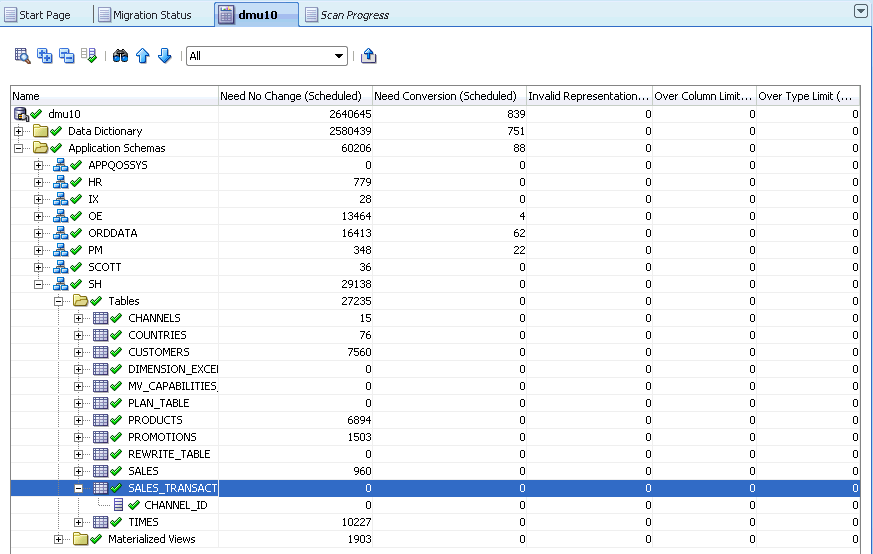 Start Page Migration Status dmu10 Scan Progress
All
Name Need No Change (Scheduled) Need Conversion (Scheduled) Invalid Representation... Over Column Limit... Over Type Limit (...
dmu10 2640645 839 0 0 0
Data Dictionary 2580439 751 0 0 0
Application Schemas 60206 88 0 0 0
APPQOSSYS 0 0 0 0 0
HR 779 0 0 0 0
IX 28 0 0 0 0
OE 13464 4 0 0 0
ORDDATA 16413 62 0 0 0
PM 348 22 0 0 0
SCOTT 36 0 0 0 0
SH 29138 0 0 0 0
Tables 27235 0 0 0 0
CHANNELS 15 0 0 0 0
COUNTRIES 76 0 0 0 0
CUSTOMERS 7560 0 0 0 0
DIMENSION_EXCE 0 0 0 0 0
MV_CAPABILITIES_ 0 0 0 0 0
PLAN_TABLE 0 0 0 0 0
PRODUCTS 6894 0 0 0 0
PROMOTIONS 1503 0 0 0 0
REWRITE_TABLE 0 0 0 0 0
SALES 960 0 0 0 0
SALES_TRANSACT 0 0 0 0 0
CHANNEL_ID 0 0 0 0 0
TIMES 10227 0 0 0 0
Materialized Views 1903 0 0 0 0